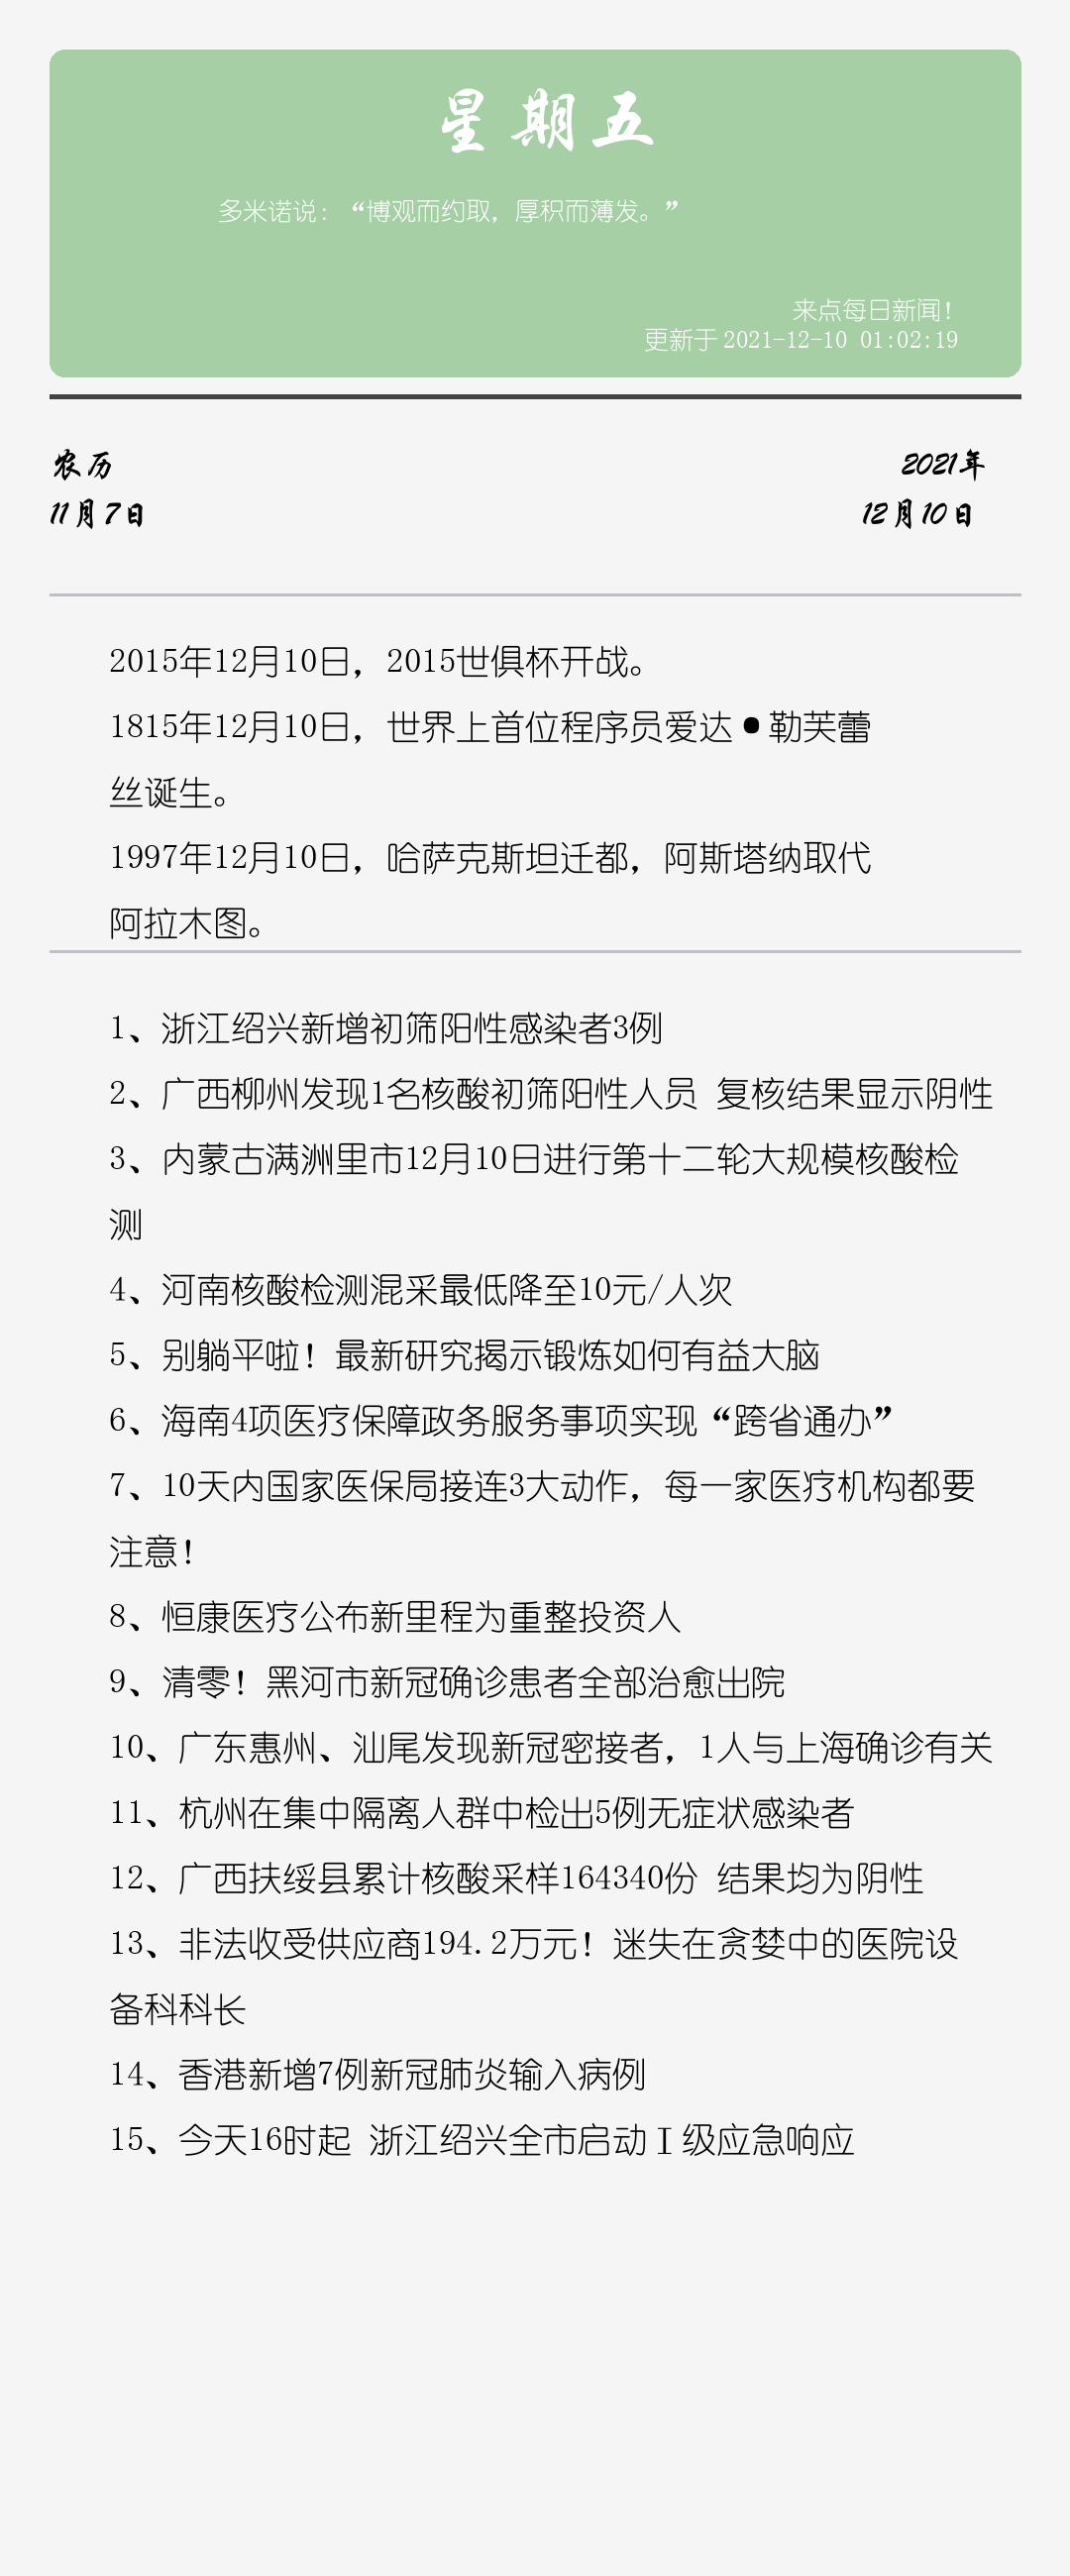 星期五
多米诺说：“博观而约取，厚积而薄发。”
来点每日新闻！
更新于 2021-12-10 01:02:19
农历
2021年
11月7日
12月10日
2015年12月10日，2015世俱杯开战。
1815年12月10日，世界上首位程序员爱达•勒芙蕾
丝诞生。
1997年12月10日，哈萨克斯坦迁都，阿斯塔纳取代
阿拉木图。
1、浙江绍兴新增初筛阳性感染者3例
2、广西柳州发现1名核酸初筛阳性人员 复核结果显示阴性
3、内蒙古满洲里市12月10日进行第十二轮大规模核酸检
测
4、河南核酸检测混采最低降至10元/人次
5、别躺平啦！最新研究揭示锻炼如何有益大脑
6、海南4项医疗保障政务服务事项实现“跨省通办”
7、10天内国家医保局接连3大动作，每一家医疗机构都要
注意！
8、恒康医疗公布新里程为重整投资人
9、清零！黑河市新冠确诊患者全部治愈出院
10、广东惠州、汕尾发现新冠密接者，1人与上海确诊有关
11、杭州在集中隔离人群中检出5例无症状感染者
12、广西扶绥县累计核酸采样164340份 结果均为阴性
13、非法收受供应商194.2万元！迷失在贪婪中的医院设
备科科长
14、香港新增7例新冠肺炎输入病例
15、今天16时起 浙江绍兴全市启动Ⅰ级应急响应